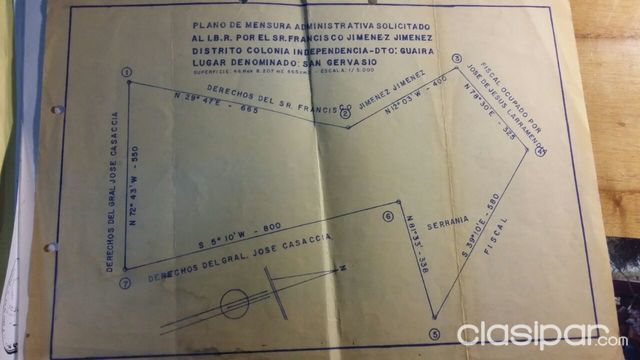 PLANO DE MENSURA ADMINISTRATIVA SOLICITADO
AL I.B.R. POR EL SR. FRANCISCO JIMENEZ JIMENEZ
DISTRITO COLONIA INDEPENDENCIA-DTO: GUAIRA
LUGAR DENOMINADO: SAN GERVASIO
SUPERFICIE: ESCALA: 1/5.000
1
DERECHOS DEL SR. FRANCISCO JIMENEZ JIMENEZ
N 29° 47' E - 665
2
N 12° 03' W - 400
3
FISCAL OCUPADO POR
JOSE DE JESUS LARRAMENDIA
N 78° 30' E - 325
4
S 39° 10' E - 580
FISCAL
SERRANIA
N 81° 33' - 338
5
6
S 5° 10' W - 800
DERECHOS DEL GRAL. JOSE CASACCIA.
7
N 72° 43' W - 550
DERECHOS DEL GRAL JOSE CASACCIA
N
clasipar.com